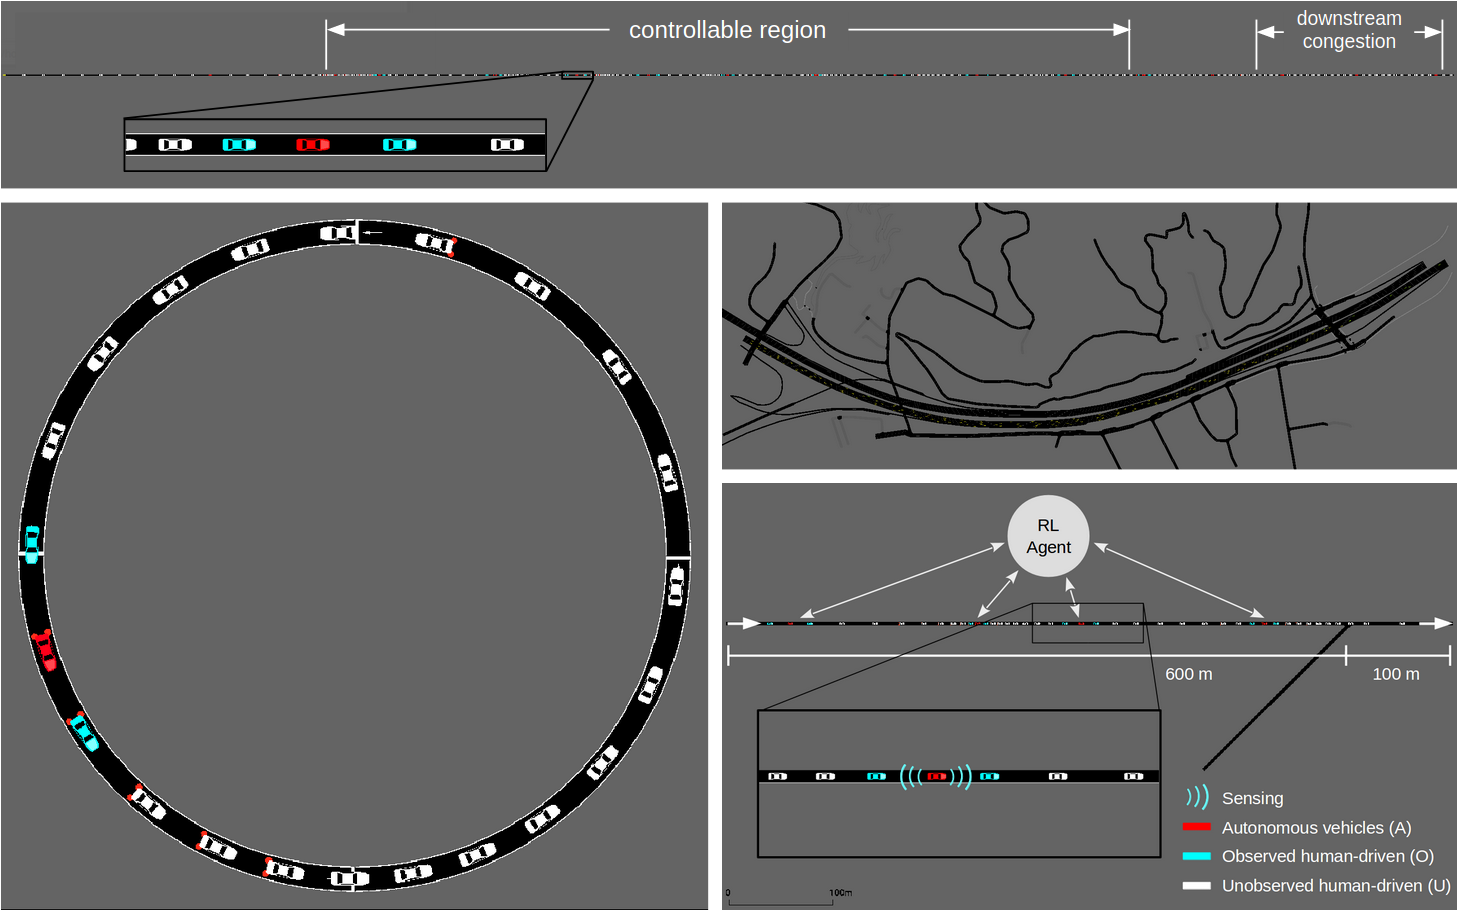 controllable region
downstream
congestion
RL
Agent
600 m
100 m
Sensing
Autonomous vehicles (A)
Observed human-driven (O)
Unobserved human-driven (U)
0
100m